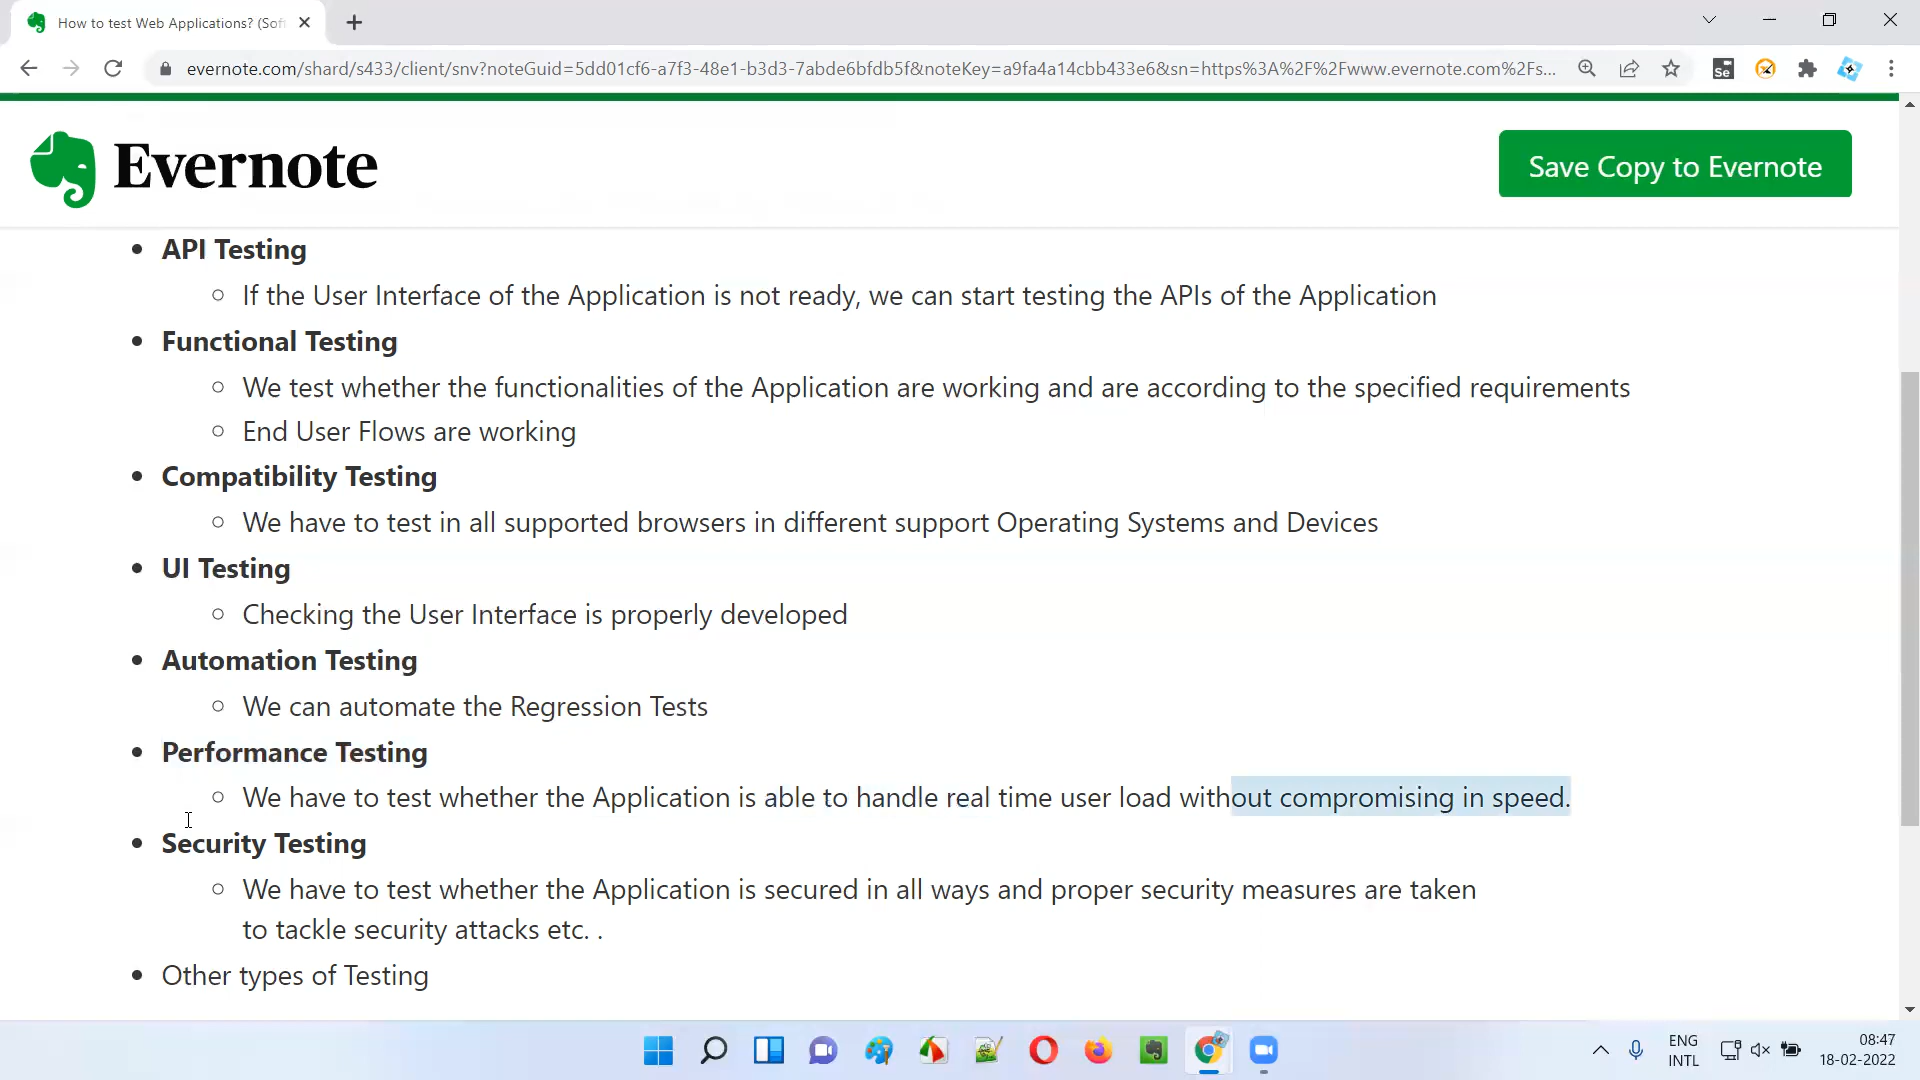 How to test Web Applications? (Sof
evernote.com/shard/s433/client/snv?noteGuid=5dd01cf6-a7f3-48e1-b3d3-7abde6bfdb5f&noteKey=a9fa4a14cbb433e6&sn=https%3A%2F%2Fwww.evernote.com%2Fs...
Se
Evernote
Save Copy to Evernote
API Testing
If the User Interface of the Application is not ready, we can start testing the APIs of the Application
Functional Testing
We test whether the functionalities of the Application are working and are according to the specified requirements
End User Flows are working
Compatibility Testing
We have to test in all supported browsers in different support Operating Systems and Devices
UI Testing
Checking the User Interface is properly developed
Automation Testing
We can automate the Regression Tests
Performance Testing
We have to test whether the Application is able to handle real time user load without compromising in speed.
Security Testing
We have to test whether the Application is secured in all ways and proper security measures are taken
to tackle security attacks etc. .
Other types of Testing
ENG
INTL
08:47
18-02-2022